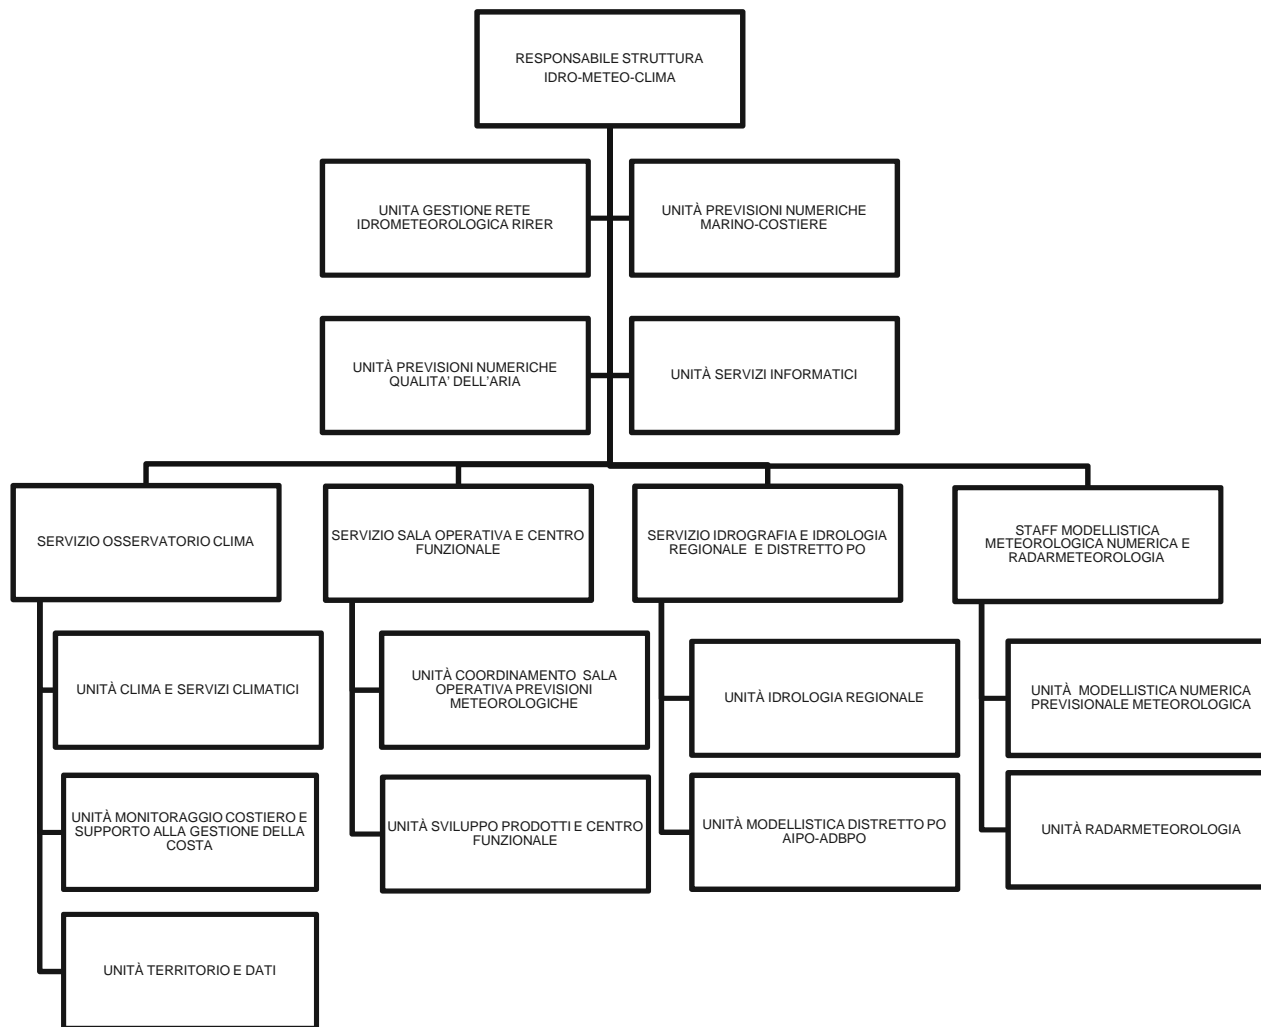 RESPONSABILE STRUTTURA
IDRO-METEO-CLIMA
UNITA GESTIONE RETE
IDROMETEOROLOGICA RIRER
UNITÀ PREVISIONI NUMERICHE
MARINO-COSTIERE
UNITÀ PREVISIONI NUMERICHE
QUALITA' DELL’ARIA
UNITÀ SERVIZI INFORMATICI
SERVIZIO OSSERVATORIO CLIMA
SERVIZIO SALA OPERATIVA E CENTRO
FUNZIONALE
SERVIZIO IDROGRAFIA E IDROLOGIA
REGIONALE E DISTRETTO PO
STAFF MODELLISTICA
METEOROLOGICA NUMERICA E
RADARMETEOROLOGIA
UNITÀ CLIMA E SERVIZI CLIMATICI
UNITÀ MONITORAGGIO COSTIERO E
SUPPORTO ALLA GESTIONE DELLA
COSTA
UNITÀ TERRITORIO E DATI
UNITÀ COORDINAMENTO SALA
OPERATIVA PREVISIONI
METEOROLOGICHE
UNITÀ SVILUPPO PRODOTTI E CENTRO
FUNZIONALE
UNITÀ IDROLOGIA REGIONALE
UNITÀ MODELLISTICA DISTRETTO PO
AIPO-ADBPO
UNITÀ MODELLISTICA NUMERICA
PREVISIONALE METEOROLOGICA
UNITÀ RADARMETEOROLOGIA